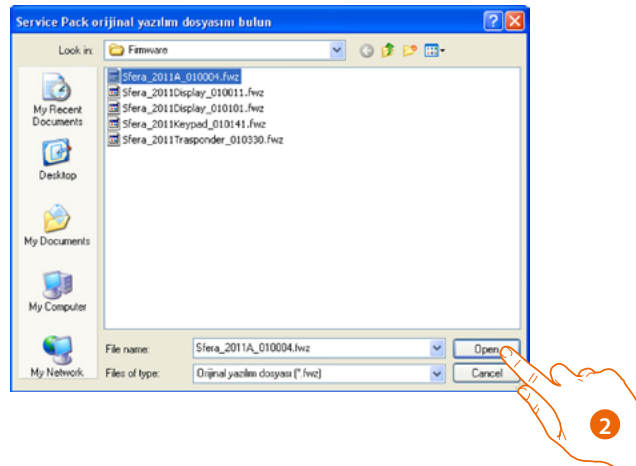 Service Pack orijinal yazılım dosyasını bulun
Look in:
Firmware
Sfera_2011A_010004.fwz
Sfera_2011Display_010011.fwz
Sfera_2011Display_010101.fwz
Sfera_2011Keypad_010141.fwz
Sfera_2011Trasponder_010330.fwz
My Recent
Documents
Desktop
My Documents
My Computer
My Network
File name:
Sfera_2011A_010004.fwz
Open
Files of type:
Orijinal yazılım dosyası (*.fwz)
Cancel
2